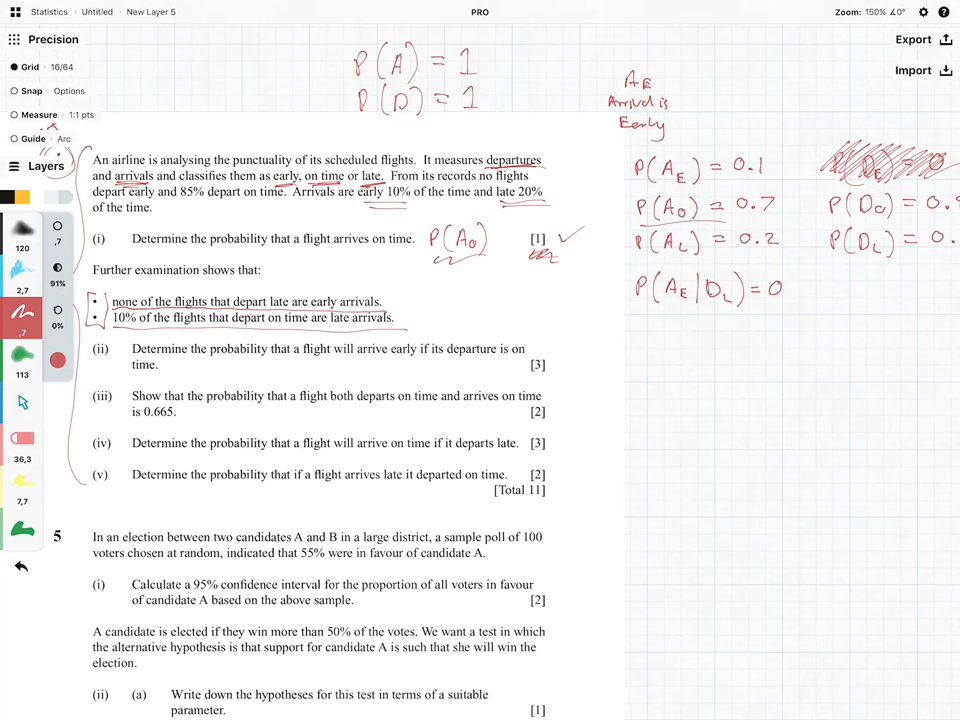 Statistics › Untitled › New Layer 5
PRO
Zoom: 150% ∡0°
Precision
Grid › 16/64
Snap › Options
Measure › 1:1 pts
Guide › Arc
Layers
Export
Import
120
2,7
,7
113
36,3
7,7
,7
91%
0%
P(A) = 1
P(D) = 1
An airline is analysing the punctuality of its scheduled flights. It measures departures
and arrivals and classifies them as early, on time or late. From its records no flights
depart early and 85% depart on time. Arrivals are early 10% of the time and late 20%
of the time.
(i) Determine the probability that a flight arrives on time. P(A₀) [1]
Further examination shows that:
• none of the flights that depart late are early arrivals.
• 10% of the flights that depart on time are late arrivals.
(ii) Determine the probability that a flight will arrive early if its departure is on
time. [3]
(iii) Show that the probability that a flight both departs on time and arrives on time
is 0.665. [2]
(iv) Determine the probability that a flight will arrive on time if it departs late. [3]
(v) Determine the probability that if a flight arrives late it departed on time. [2]
[Total 11]
5 In an election between two candidates A and B in a large district, a sample poll of 100
voters chosen at random, indicated that 55% were in favour of candidate A.
(i) Calculate a 95% confidence interval for the proportion of all voters in favour
of candidate A based on the above sample. [2]
A candidate is elected if they win more than 50% of the votes. We want a test in which
the alternative hypothesis is that support for candidate A is such that she will win the
election.
(ii) (a) Write down the hypotheses for this test in terms of a suitable
parameter. [1]
A_E
Arrival is
Early
P(A_E) = 0.1
P(D_E) = 0
P(A₀) = 0.7
P(D₀) = 0.
P(A_L) = 0.2
P(D_L) = 0.
P(A_E|D_L) = 0